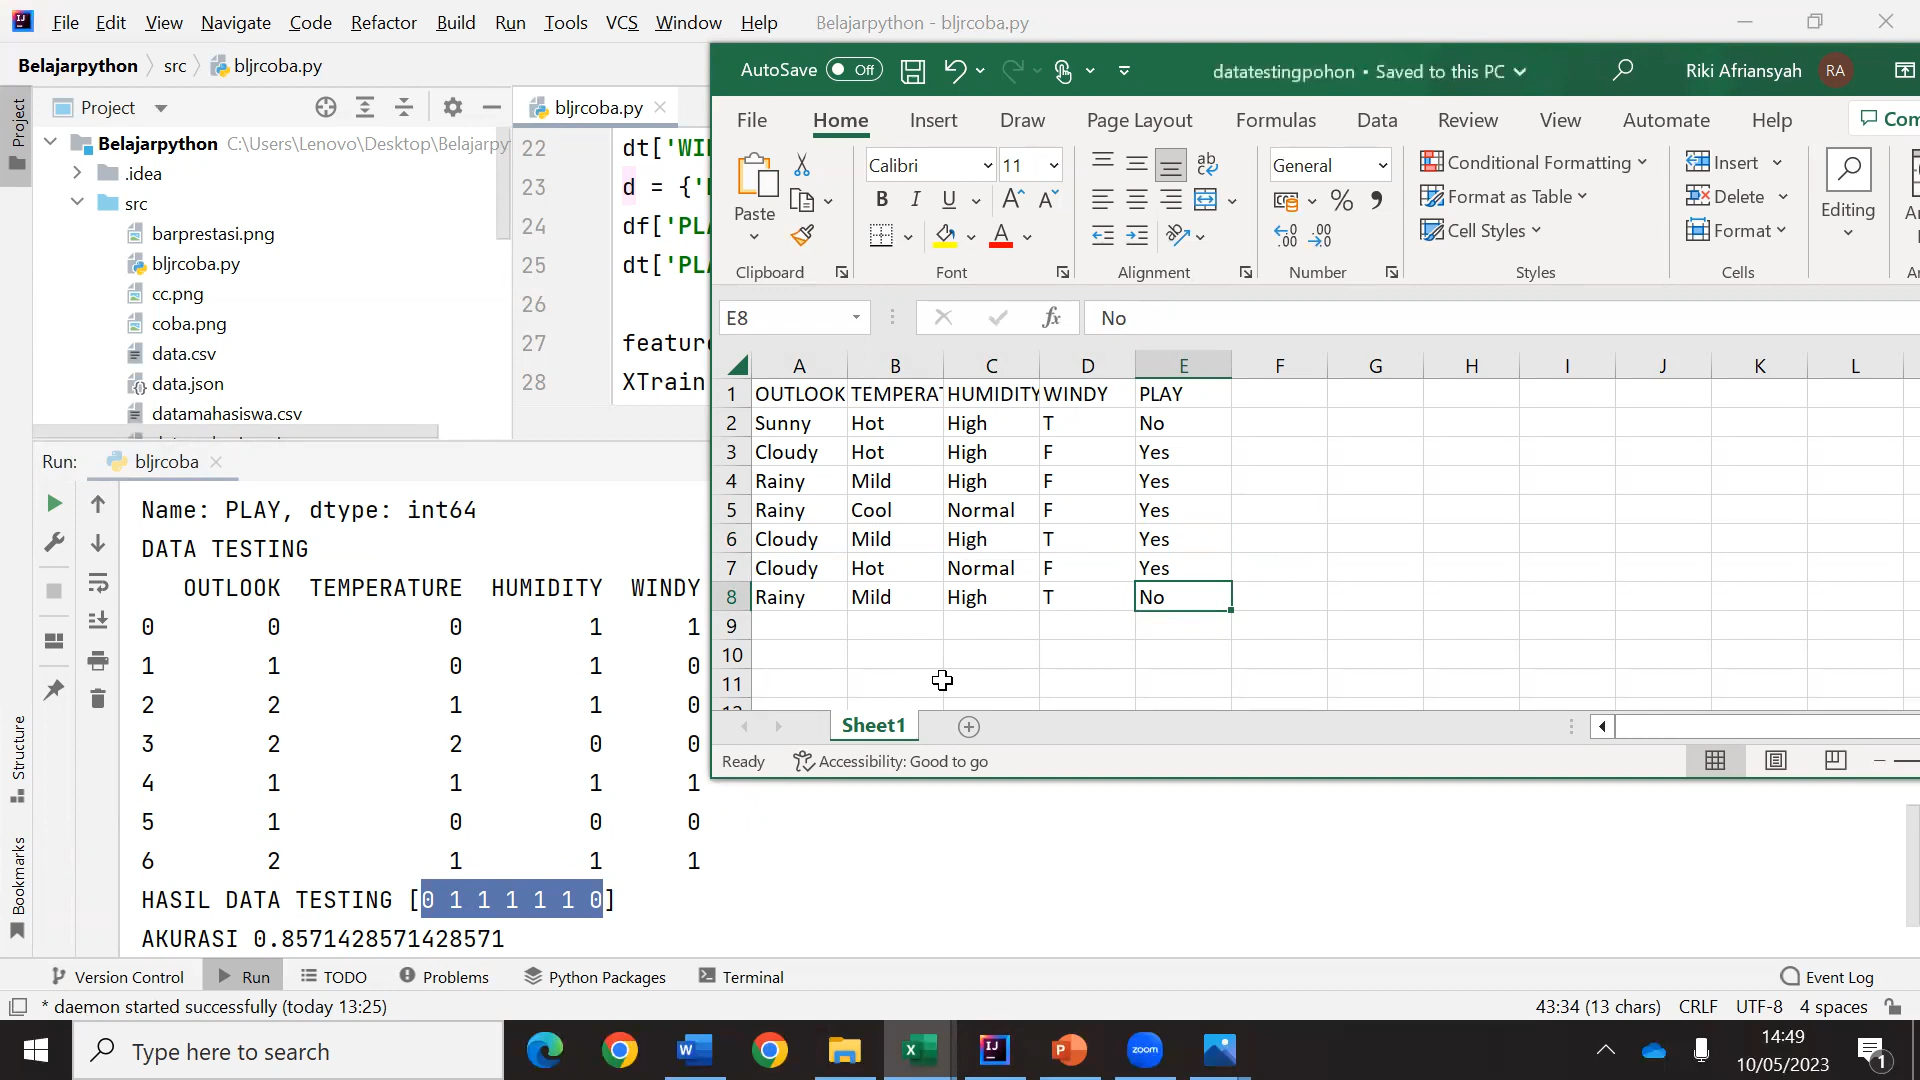 File Edit View Navigate Code Refactor Build Run Tools VCS Window Help Belajarpython - bljrcoba.py
Belajarpython src bljrcoba.py
Project
bljrcoba.py
Project
Belajarpython C:\Users\Lenovo\Desktop\Belajarpy
.idea
src
barprestasi.png
bljrcoba.py
cc.png
coba.png
data.csv
data.json
datamahasiswa.csv
22 dt['WI
23 d = {'
24 df['PL
25 dt['PL
26
27 featur
28 XTrain
AutoSave Off datatestingpohon • Saved to this PC Riki Afriansyah RA
File Home Insert Draw Page Layout Formulas Data Review View Automate Help Com
Paste
Clipboard
Calibri 11
B I U
Font
ab
Alignment
General
% 
Number
Conditional Formatting
Format as Table
Cell Styles
Styles
Insert
Delete
Format
Cells
Editing
E8 fx No
A B C D E F G H I J K L
1 OUTLOOK TEMPERAT HUMIDITY WINDY PLAY
2 Sunny Hot High T No
3 Cloudy Hot High F Yes
4 Rainy Mild High F Yes
5 Rainy Cool Normal F Yes
6 Cloudy Mild High T Yes
7 Cloudy Hot Normal F Yes
8 Rainy Mild High T No
9
10
11
Sheet1
Ready Accessibility: Good to go
Run: bljrcoba
Name: PLAY, dtype: int64
DATA TESTING
OUTLOOK TEMPERATURE HUMIDITY WINDY
0 0 0 1 1
1 1 0 1 0
2 2 1 1 0
3 2 2 0 0
4 1 1 1 1
5 1 0 0 0
6 2 1 1 1
HASIL DATA TESTING [0 1 1 1 1 1 0]
AKURASI 0.8571428571428571
Structure
Bookmarks
Version Control Run TODO Problems Python Packages Terminal Event Log
* daemon started successfully (today 13:25) 43:34 (13 chars) CRLF UTF-8 4 spaces
Type here to search
zoom
14:49
10/05/2023
1